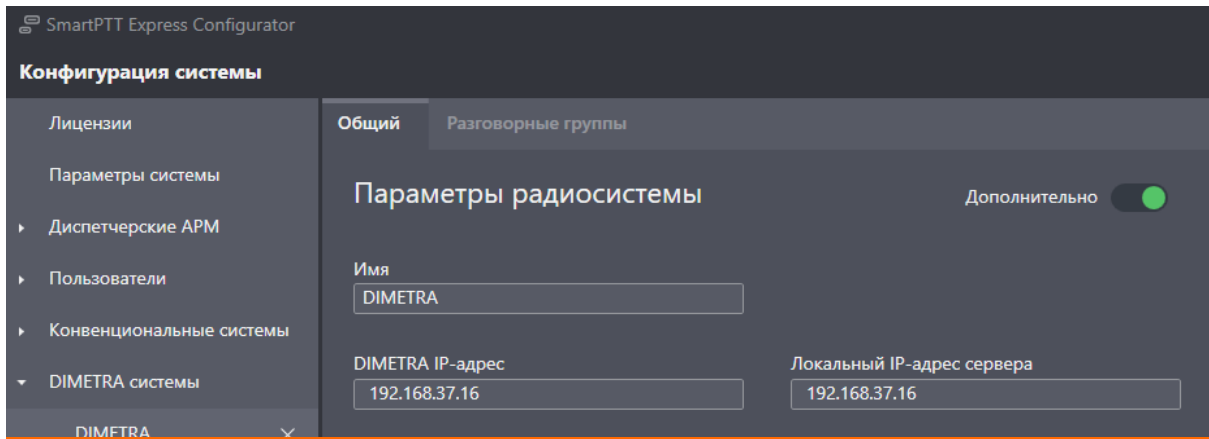 SmartPTT Express Configurator
Конфигурация системы
Лицензии
Параметры системы
Диспетчерские АРМ
Пользователи
Конвенциональные системы
DIMETRA системы
DIMETRA
Общий
Разговорные группы
Параметры радиосистемы
Дополнительно
Имя
DIMETRA
DIMETRA IP-адрес
Локальный IP-адрес сервера
192.168.37.16
192.168.37.16